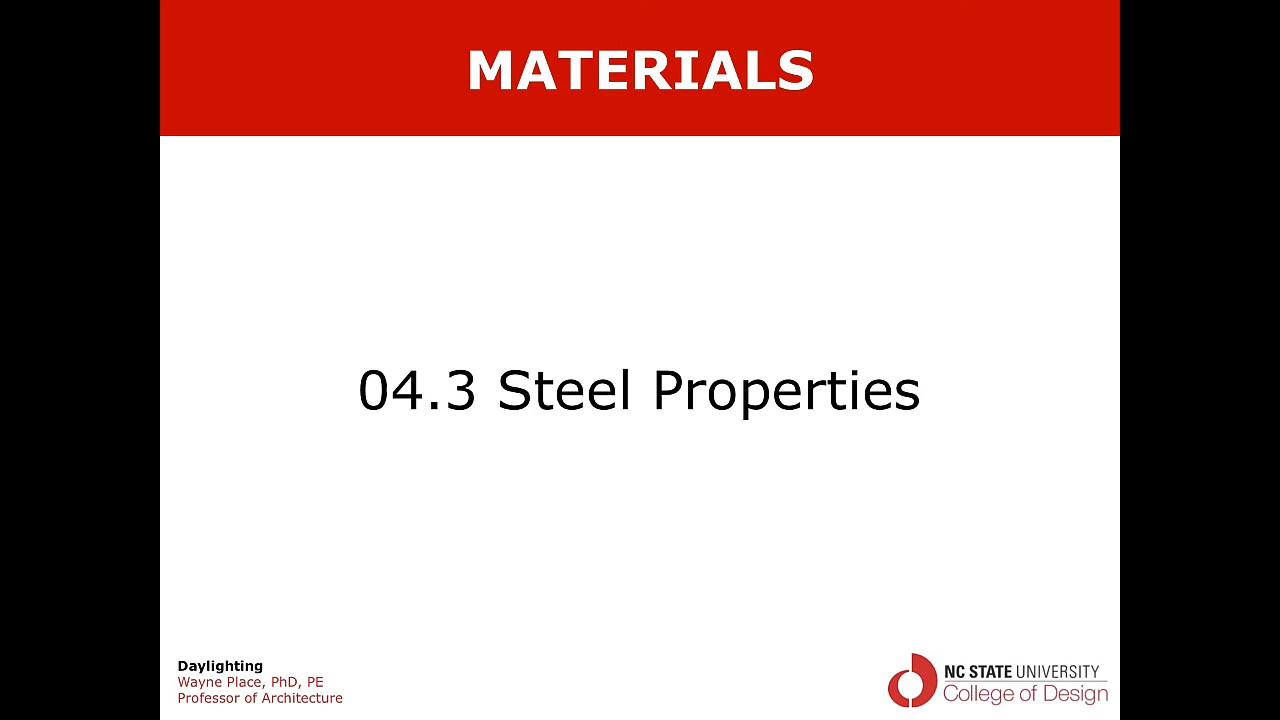 MATERIALS
04.3 Steel Properties
Daylighting
Wayne Place, PhD, PE
Professor of Architecture
NC STATE UNIVERSITY
College of Design